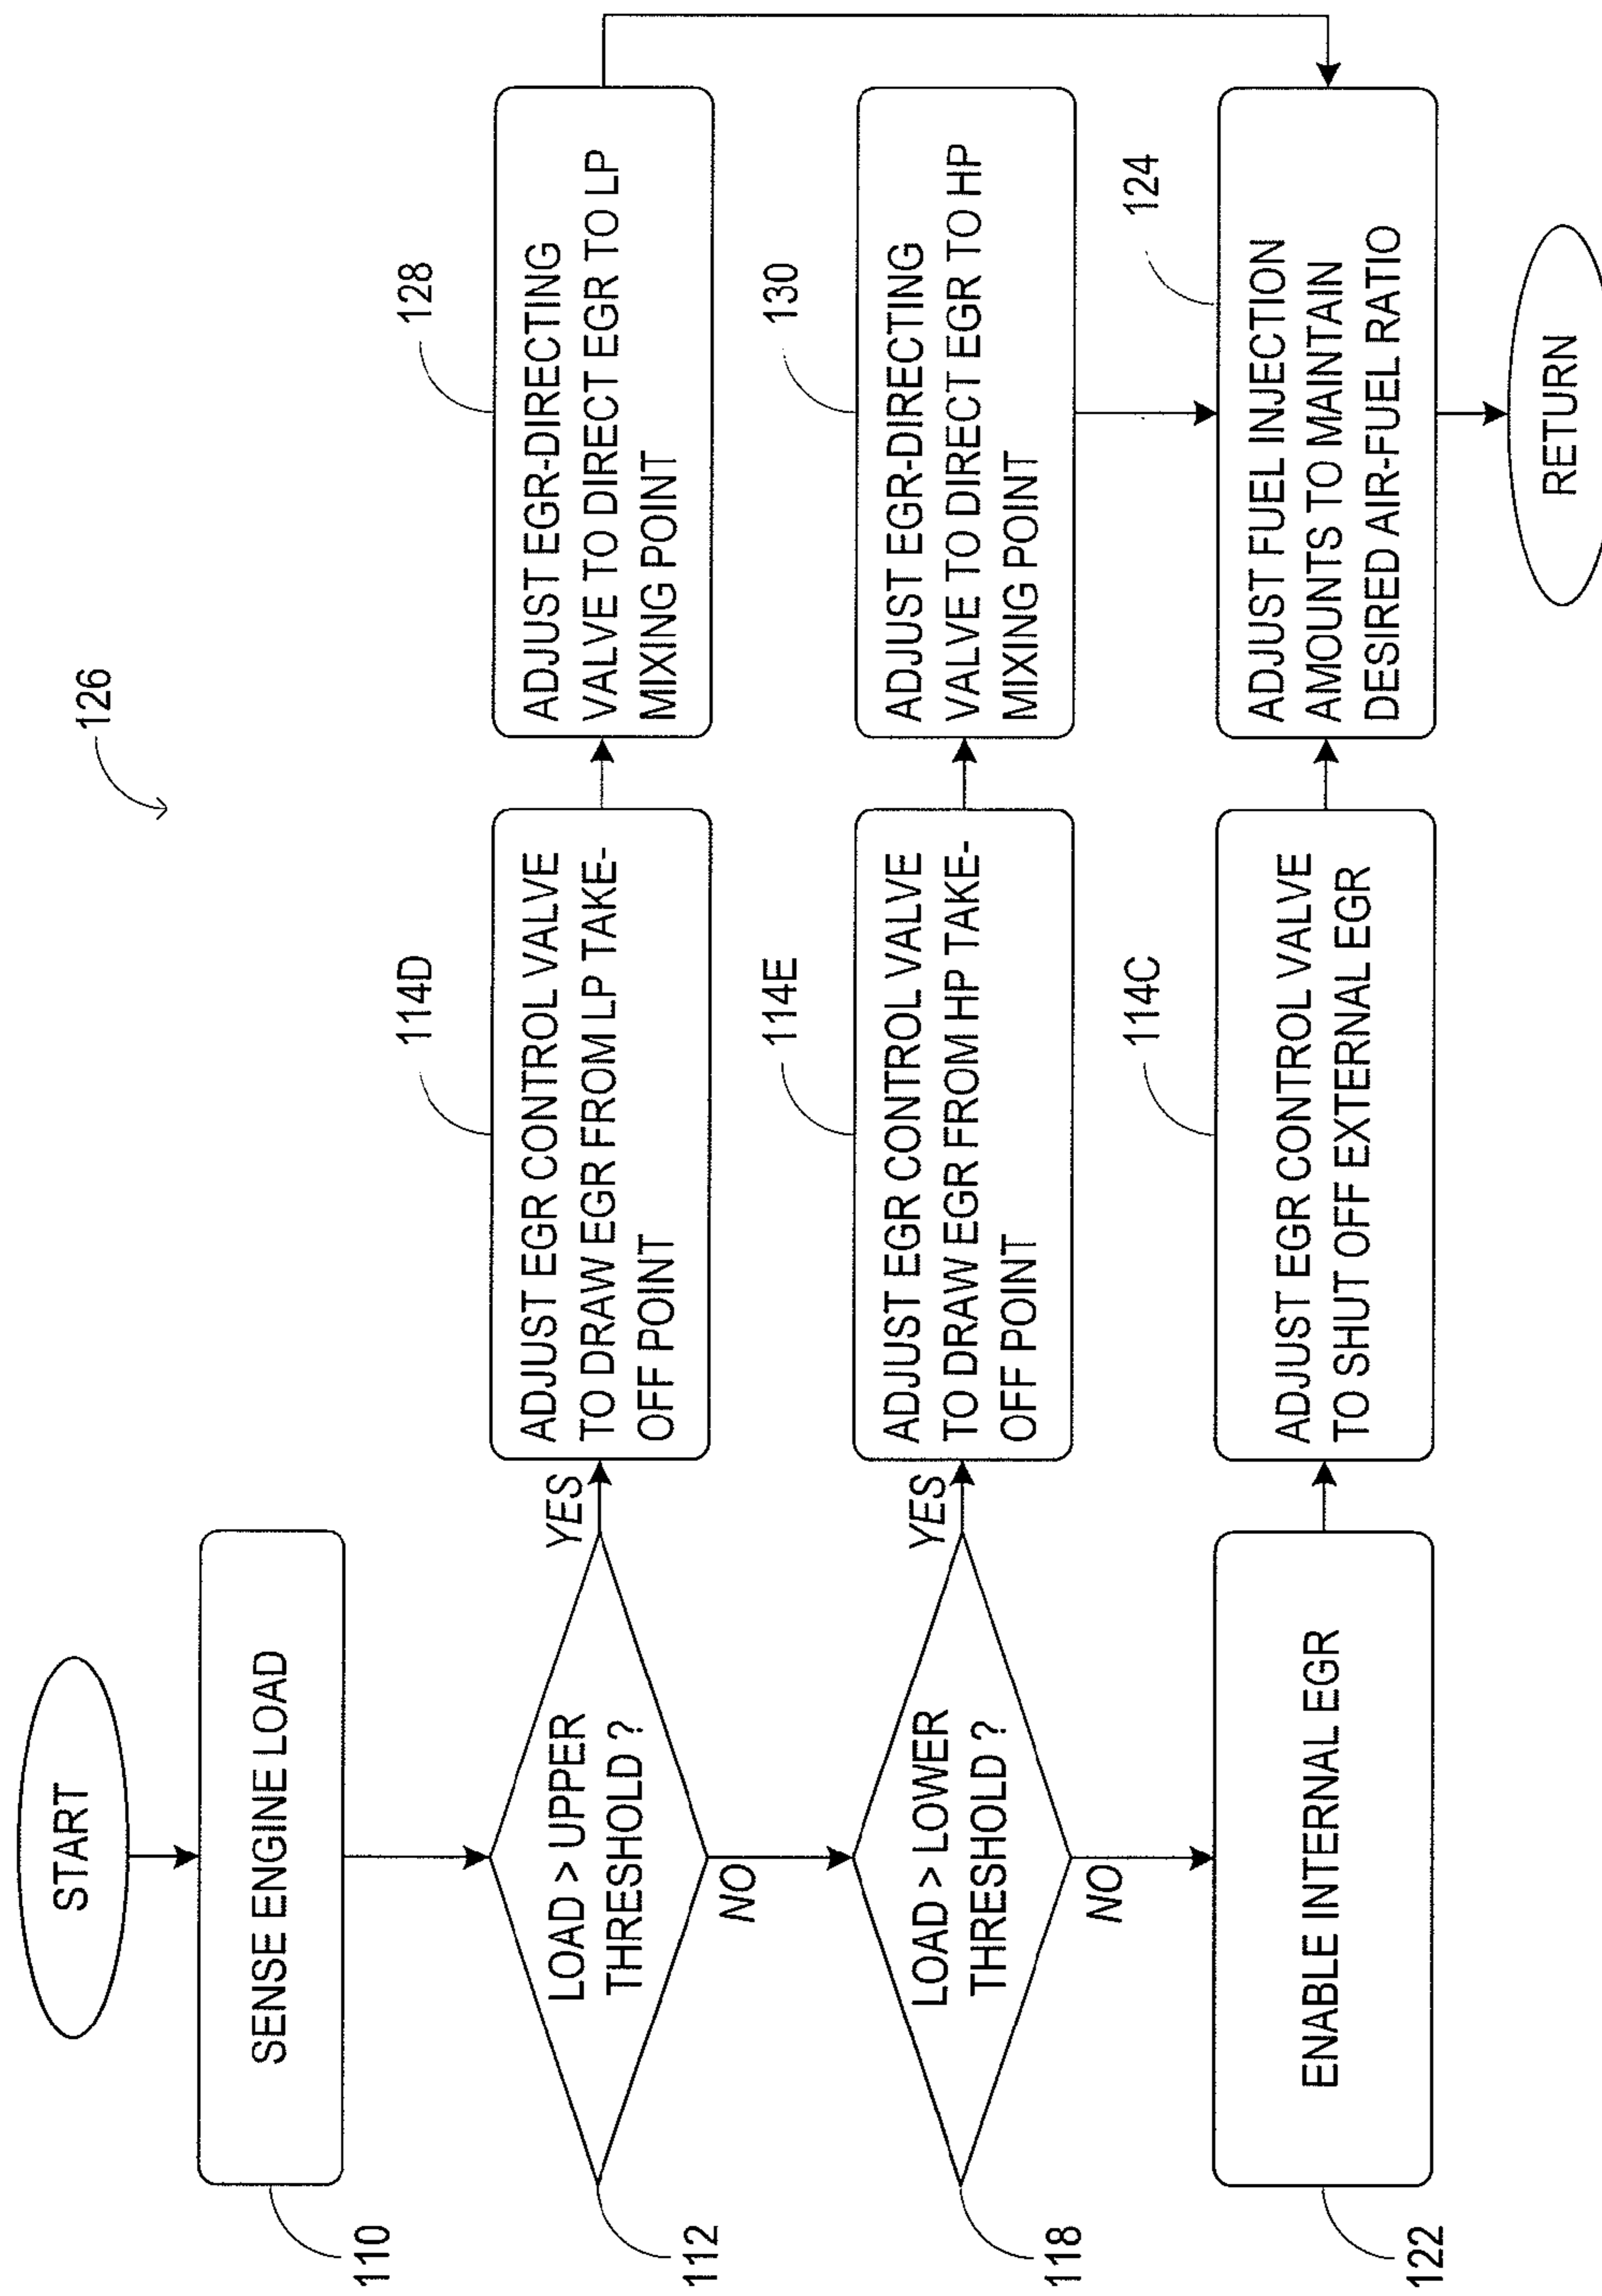 126
START
110
SENSE ENGINE LOAD
112
LOAD > UPPER
THRESHOLD ?
YES
NO
114D
ADJUST EGR CONTROL VALVE
TO DRAW EGR FROM LP TAKE-
OFF POINT
128
ADJUST EGR-DIRECTING
VALVE TO DIRECT EGR TO LP
MIXING POINT
118
LOAD > LOWER
THRESHOLD ?
YES
NO
114E
ADJUST EGR CONTROL VALVE
TO DRAW EGR FROM HP TAKE-
OFF POINT
130
ADJUST EGR-DIRECTING
VALVE TO DIRECT EGR TO HP
MIXING POINT
122
ENABLE INTERNAL EGR
114C
ADJUST EGR CONTROL VALVE
TO SHUT OFF EXTERNAL EGR
124
ADJUST FUEL INJECTION
AMOUNTS TO MAINTAIN
DESIRED AIR-FUEL RATIO
RETURN